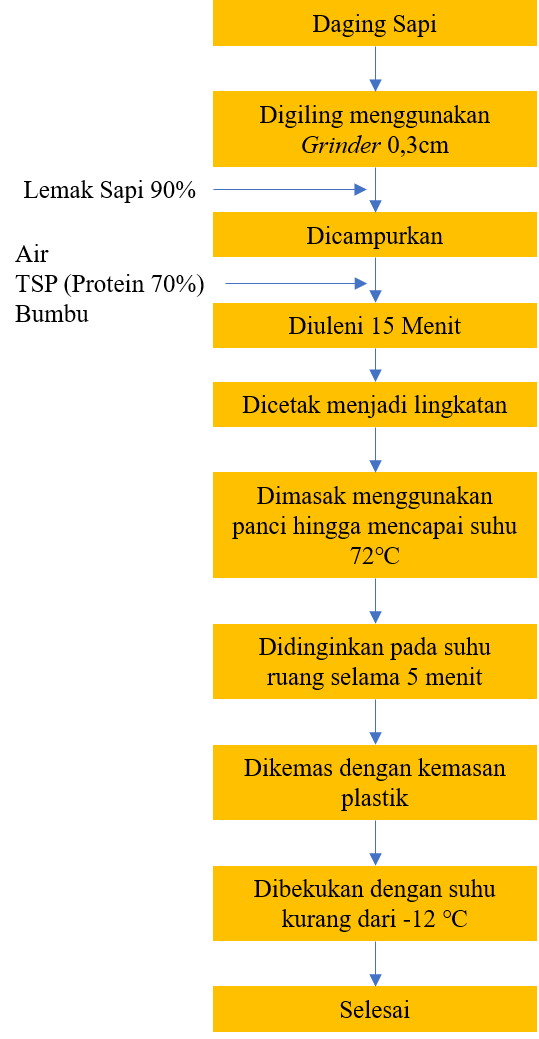 Daging Sapi
Digiling menggunakan
Grinder 0,3cm
Lemak Sapi 90%
Dicampurkan
Air
TSP (Protein 70%)
Bumbu
Diuleni 15 Menit
Dicetak menjadi lingkatan
Dimasak menggunakan
panci hingga mencapai suhu
72℃
Didinginkan pada suhu
ruang selama 5 menit
Dikemas dengan kemasan
plastik
Dibekukan dengan suhu
kurang dari -12 ℃
Selesai